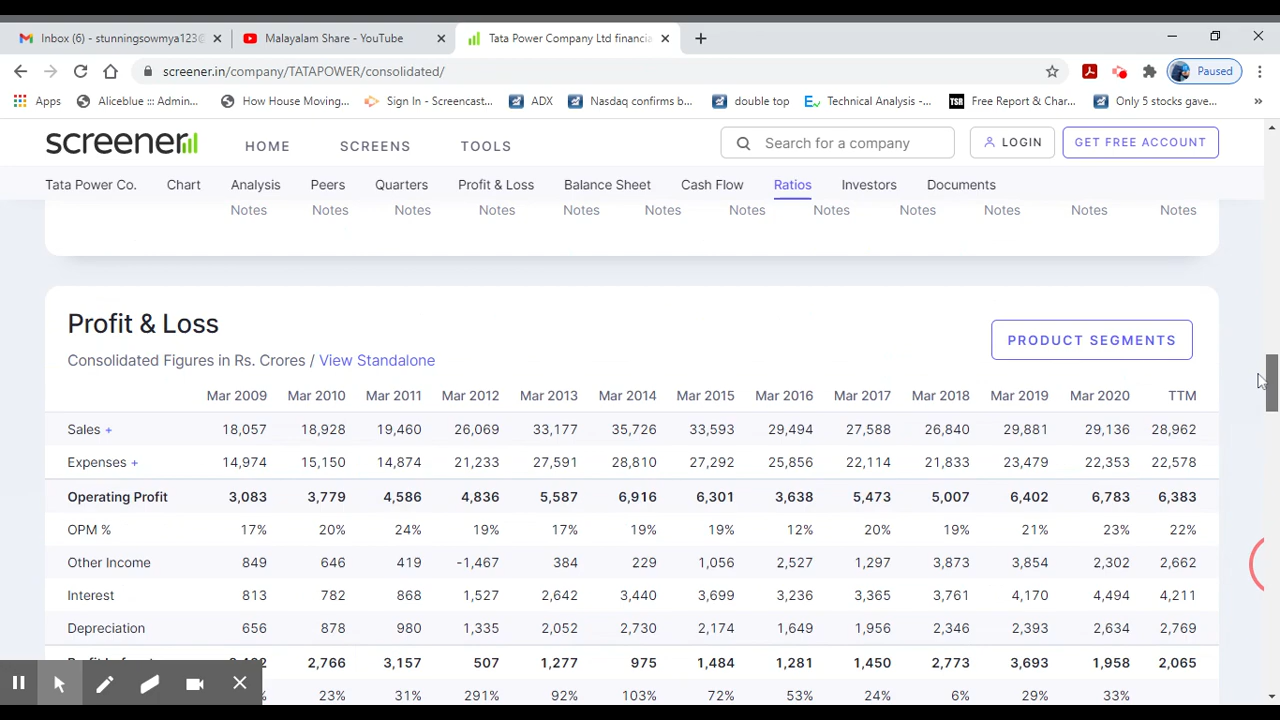 Inbox (6) - stunningsowmya123@
Malayalam Share - YouTube
Tata Power Company Ltd financia
screener.in/company/TATAPOWER/consolidated/
Paused
Apps
Aliceblue ::: Admin...
How House Moving...
Sign In - Screencast...
ADX
Nasdaq confirms b...
double top
Technical Analysis -...
TSR Free Report & Char...
Only 5 stocks gave...
»
screener
HOME
SCREENS
TOOLS
Search for a company
LOGIN
GET FREE ACCOUNT
Tata Power Co. Chart Analysis Peers Quarters Profit & Loss Balance Sheet Cash Flow Ratios Investors Documents
Notes Notes Notes Notes Notes Notes Notes Notes Notes Notes Notes Notes
Profit & Loss
PRODUCT SEGMENTS
Consolidated Figures in Rs. Crores / View Standalone
Mar 2009 Mar 2010 Mar 2011 Mar 2012 Mar 2013 Mar 2014 Mar 2015 Mar 2016 Mar 2017 Mar 2018 Mar 2019 Mar 2020 TTM
Sales + 18,057 18,928 19,460 26,069 33,177 35,726 33,593 29,494 27,588 26,840 29,881 29,136 28,962
Expenses + 14,974 15,150 14,874 21,233 27,591 28,810 27,292 25,856 22,114 21,833 23,479 22,353 22,578
Operating Profit 3,083 3,779 4,586 4,836 5,587 6,916 6,301 3,638 5,473 5,007 6,402 6,783 6,383
OPM % 17% 20% 24% 19% 17% 19% 19% 12% 20% 19% 21% 23% 22%
Other Income 849 646 419 -1,467 384 229 1,056 2,527 1,297 3,873 3,854 2,302 2,662
Interest 813 782 868 1,527 2,642 3,440 3,699 3,236 3,365 3,761 4,170 4,494 4,211
Depreciation 656 878 980 1,335 2,052 2,730 2,174 1,649 1,956 2,346 2,393 2,634 2,769
2,766 3,157 507 1,277 975 1,484 1,281 1,450 2,773 3,693 1,958 2,065
23% 31% 291% 92% 103% 72% 53% 24% 6% 29% 33%